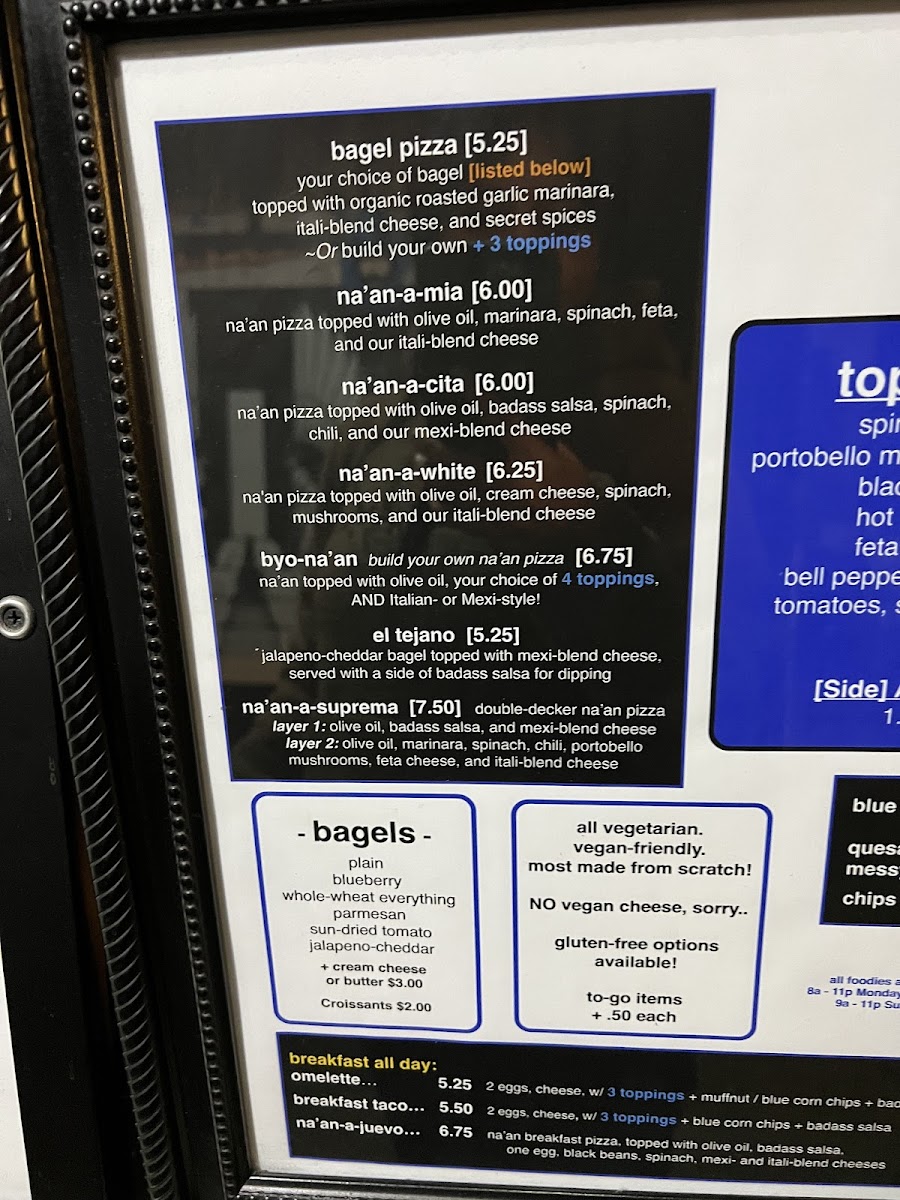 bagel pizza [5.25]
your choice of bagel [listed below]
topped with organic roasted garlic marinara,
itali-blend cheese, and secret spices
~Or build your own + 3 toppings
na'an-a-mia [6.00]
na'an pizza topped with olive oil, marinara, spinach, feta,
and our itali-blend cheese
na'an-a-cita [6.00]
na'an pizza topped with olive oil, badass salsa, spinach,
chili, and our mexi-blend cheese
na'an-a-white [6.25]
na'an pizza topped with olive oil, cream cheese, spinach,
mushrooms, and our itali-blend cheese
byo-na'an build your own na'an pizza [6.75]
na'an topped with olive oil, your choice of 4 toppings,
AND Italian- or Mexi-style!
el tejano [5.25]
jalapeno-cheddar bagel topped with mexi-blend cheese,
served with a side of badass salsa for dipping
na'an-a-suprema [7.50] double-decker na'an pizza
layer 1: olive oil, badass salsa, and mexi-blend cheese
layer 2: olive oil, marinara, spinach, chili, portobello
mushrooms, feta cheese, and itali-blend cheese
top
spin
portobello m
blac
hot
feta
bell peppe
tomatoes, s
[Side]
1.
- bagels -
plain
blueberry
whole-wheat everything
parmesan
sun-dried tomato
jalapeno-cheddar
+ cream cheese
or butter $3.00
Croissants $2.00
all vegetarian.
vegan-friendly.
most made from scratch!
NO vegan cheese, sorry..
gluten-free options
available!
to-go items
+ .50 each
blue
quesa
messy
chips
all foodies a
8a - 11p Monday
9a - 11p Su
breakfast all day:
omelette... 5.25 2 eggs, cheese, w/ 3 toppings + muffnut / blue corn chips + bad
breakfast taco... 5.50 2 eggs, cheese, w/ 3 toppings + blue corn chips + badass salsa
na'an-a-juevo... 6.75 na'an breakfast pizza, topped with olive oil, badass salsa,
one egg, black beans, spinach, mexi- and itali-blend cheeses